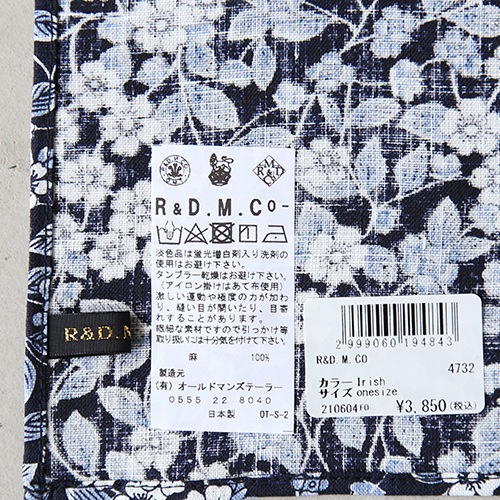 R & D . M . Co -
淡色品は蛍光増白剤入り洗剤の
使用はお避け下さい。
タンブラー乾燥はお避け下さい。
(アイロン掛けはあて布使用)
激しい運動や極度の力が加わ
り、縫い目が開いたり、目寄
れすることがあります。
繊細な素材ですので引っかけ等
取り扱いには十分気を付けて下さい。
麻 100%
製造元
(有) オールドマンズテーラー
0555 22 8040
日本製 OT-S-2
R&D.M
2 999060 194843
R&D.M.CO
4732
カラー Irish
サイズ onesize
210604F0 ¥3,850(税込)